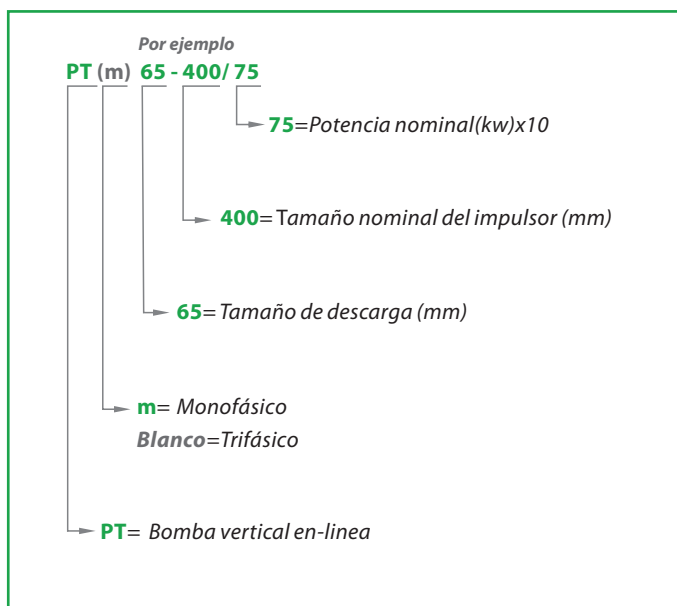 Por ejemplo
PT (m) 65 - 400/ 75
75=Potencia nominal(kw)x10
400= Tamaño nominal del impulsor (mm)
65= Tamaño de descarga (mm)
m= Monofásico
Blanco=Trifásico
PT= Bomba vertical en-linea